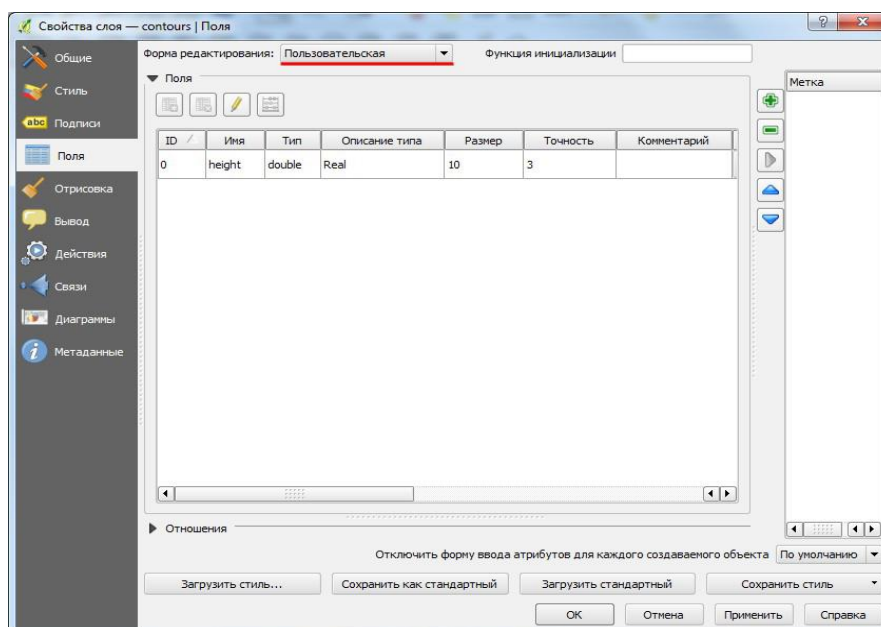 Свойства слоя — contours | Поля
Общие
Стиль
abc Подписи
Поля
Отрисовка
Вывод
Действия
Связи
Диаграммы
Метаданные
Форма редактирования: Пользовательская Функция инициализации
Поля
ID Имя Тип Описание типа Размер Точность Комментарий
0 height double Real 10 3
Метка
Отношения
Отключить форму ввода атрибутов для каждого создаваемого объекта По умолчанию
Загрузить стиль... Сохранить как стандартный Загрузить стандартный Сохранить стиль
ОК Отмена Применить Справка